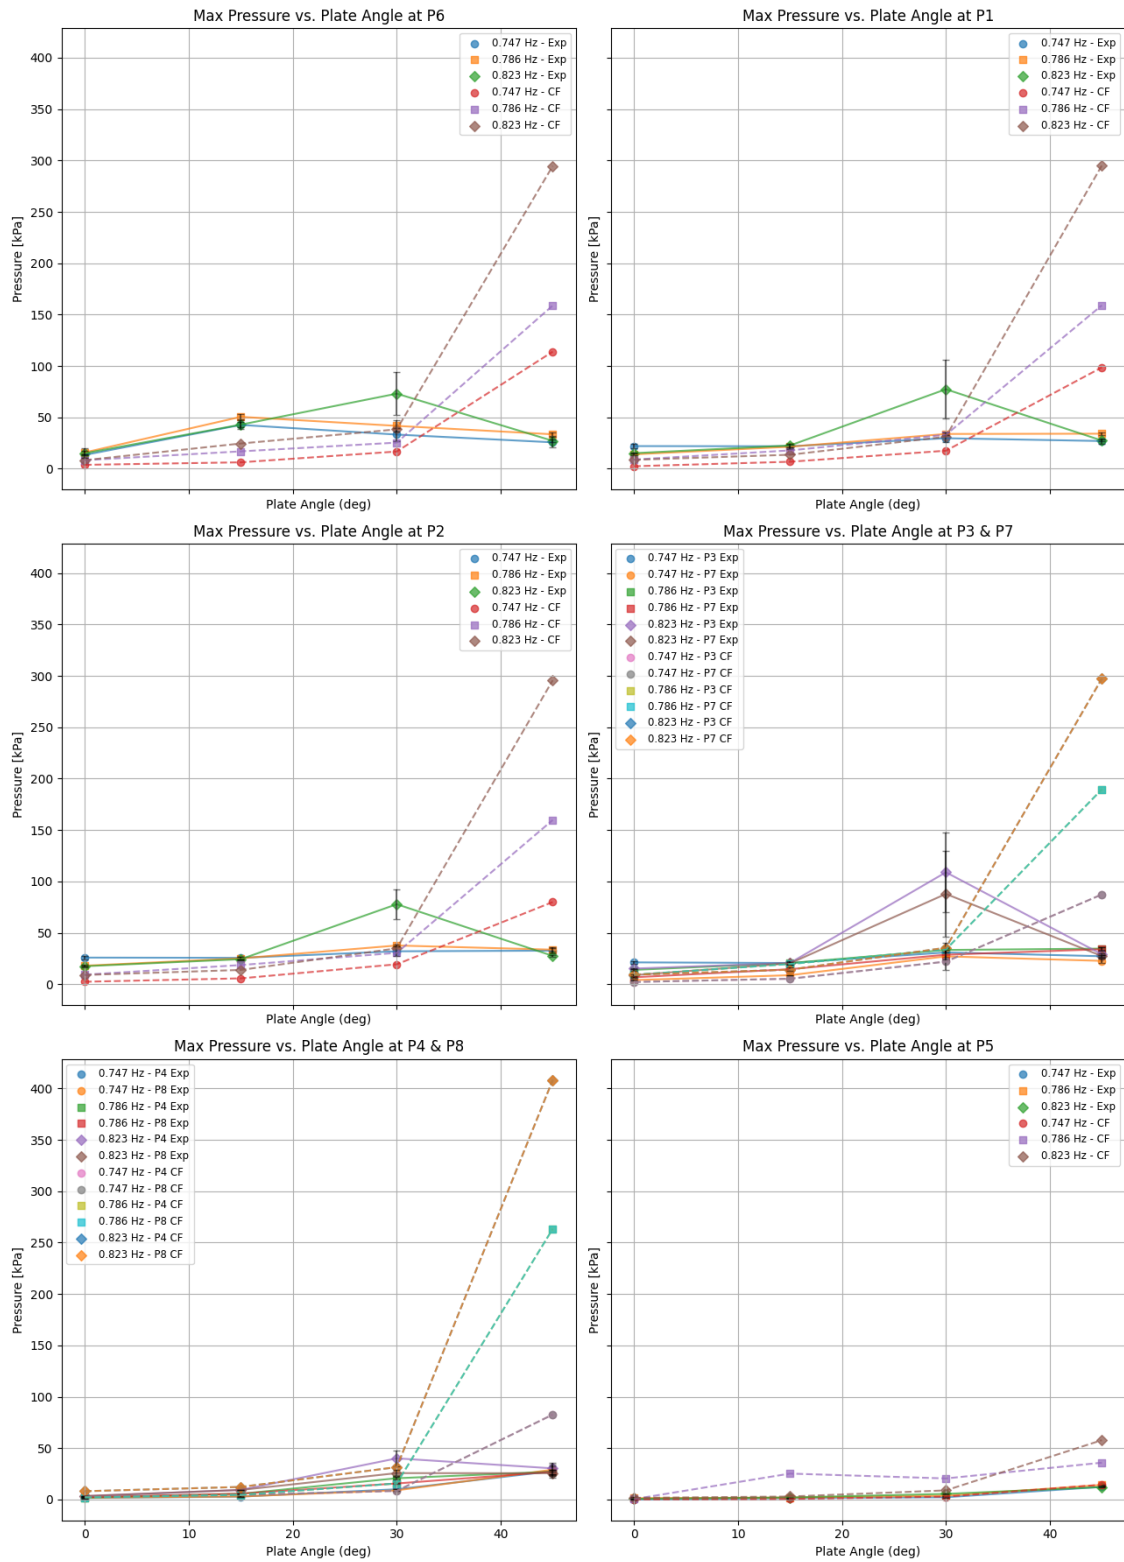 Max Pressure vs. Plate Angle at P6
Pressure [kPa]
400
350
300
250
200
150
100
50
0
0.747 Hz - Exp
0.786 Hz - Exp
0.823 Hz - Exp
0.747 Hz - CF
0.786 Hz - CF
0.823 Hz - CF
Plate Angle (deg)
Max Pressure vs. Plate Angle at P1
Pressure [kPa]
0.747 Hz - Exp
0.786 Hz - Exp
0.823 Hz - Exp
0.747 Hz - CF
0.786 Hz - CF
0.823 Hz - CF
Plate Angle (deg)
Max Pressure vs. Plate Angle at P2
Pressure [kPa]
400
350
300
250
200
150
100
50
0
0.747 Hz - Exp
0.786 Hz - Exp
0.823 Hz - Exp
0.747 Hz - CF
0.786 Hz - CF
0.823 Hz - CF
Plate Angle (deg)
Max Pressure vs. Plate Angle at P3 & P7
Pressure [kPa]
0.747 Hz - P3 Exp
0.747 Hz - P7 Exp
0.786 Hz - P3 Exp
0.786 Hz - P7 Exp
0.823 Hz - P3 Exp
0.823 Hz - P7 Exp
0.747 Hz - P3 CF
0.747 Hz - P7 CF
0.786 Hz - P3 CF
0.786 Hz - P7 CF
0.823 Hz - P3 CF
0.823 Hz - P7 CF
Plate Angle (deg)
Max Pressure vs. Plate Angle at P4 & P8
Pressure [kPa]
400
350
300
250
200
150
100
50
0
0.747 Hz - P4 Exp
0.747 Hz - P8 Exp
0.786 Hz - P4 Exp
0.786 Hz - P8 Exp
0.823 Hz - P4 Exp
0.823 Hz - P8 Exp
0.747 Hz - P4 CF
0.747 Hz - P8 CF
0.786 Hz - P4 CF
0.786 Hz - P8 CF
0.823 Hz - P4 CF
0.823 Hz - P8 CF
0 10 20 30 40
Plate Angle (deg)
Max Pressure vs. Plate Angle at P5
Pressure [kPa]
0.747 Hz - Exp
0.786 Hz - Exp
0.823 Hz - Exp
0.747 Hz - CF
0.786 Hz - CF
0.823 Hz - CF
0 10 20 30 40
Plate Angle (deg)